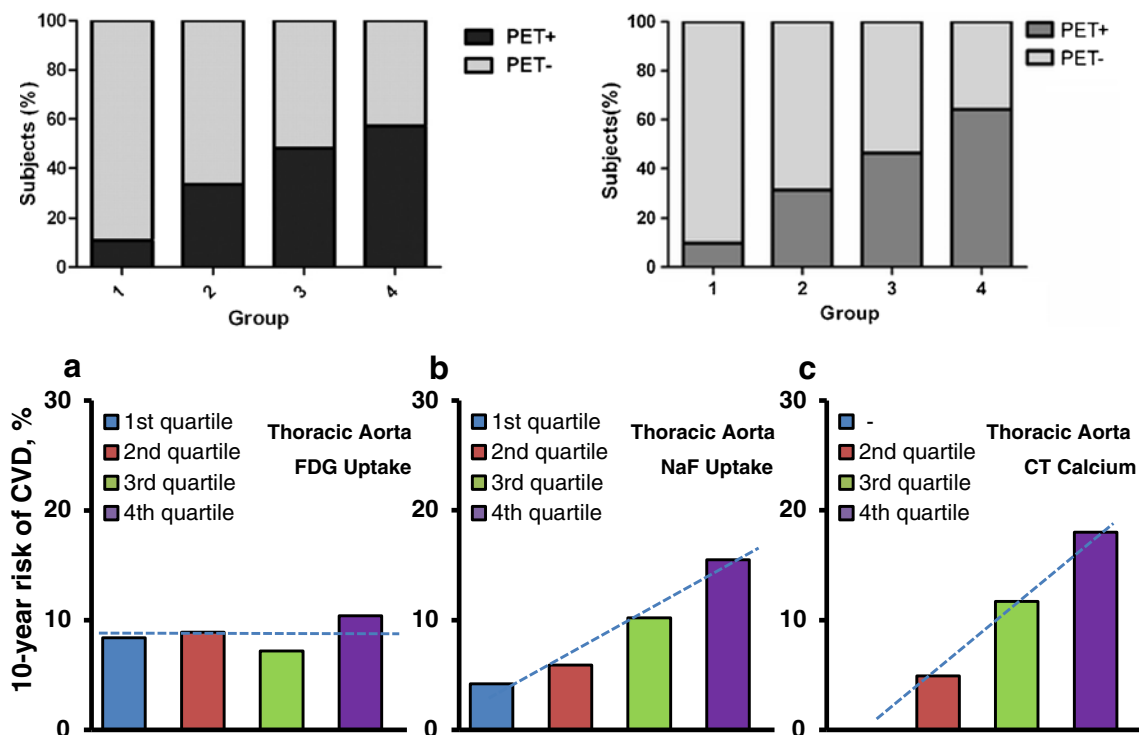 100
80
60
40
20
0
Subjects (%)
1
2
3
4
Group
PET+
PET-
100
80
60
40
20
0
Subjects(%)
1
2
3
4
Group
PET+
PET-
10-year risk of CVD, %
a
30
20
10
0
1st quartile
2nd quartile
3rd quartile
4th quartile
Thoracic Aorta
FDG Uptake
b
30
20
10
0
1st quartile
2nd quartile
3rd quartile
4th quartile
Thoracic Aorta
NaF Uptake
c
30
20
10
0
-
2nd quartile
3rd quartile
4th quartile
Thoracic Aorta
CT Calcium